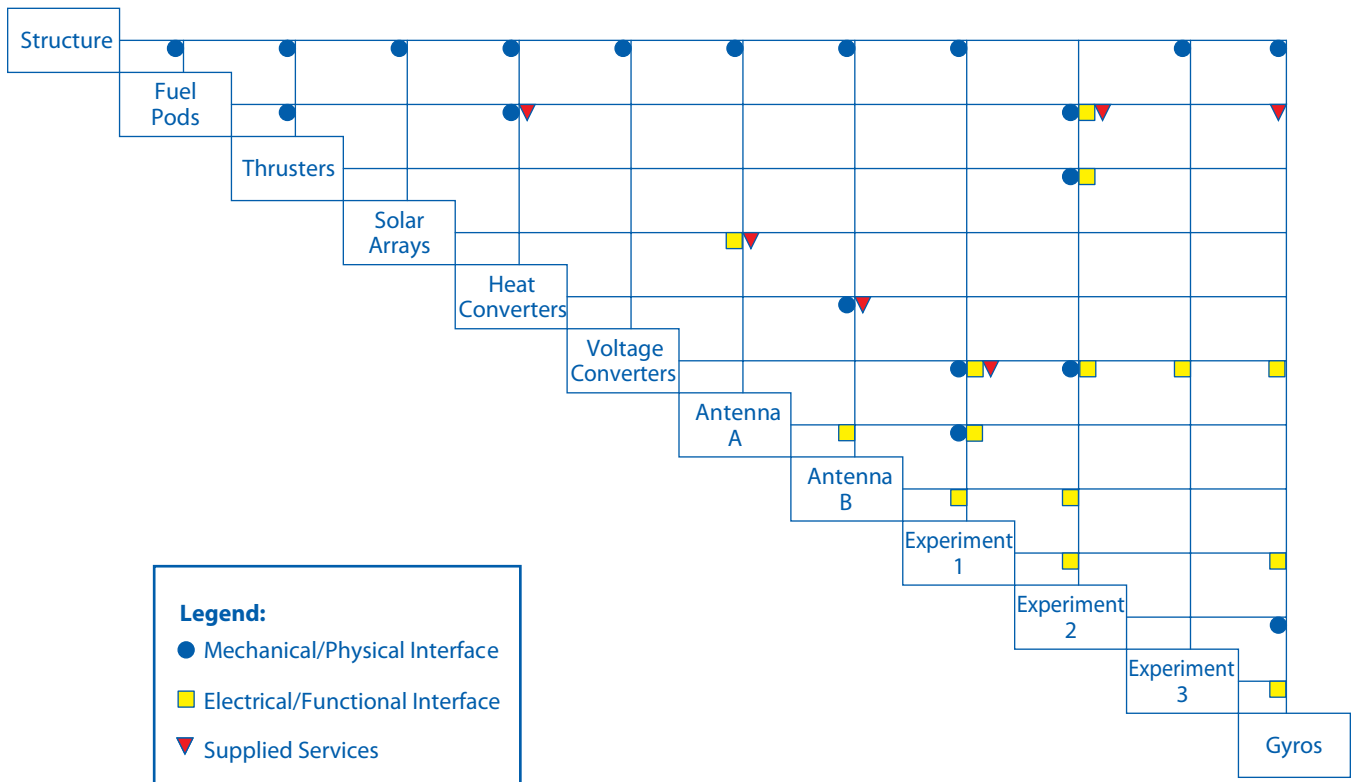 Structure
Fuel
Pods
Thrusters
Solar
Arrays
Heat
Converters
Voltage
Converters
Antenna
A
Antenna
B
Experiment
1
Experiment
2
Experiment
3
Gyros
Legend:
Mechanical/Physical Interface
Electrical/Functional Interface
Supplied Services